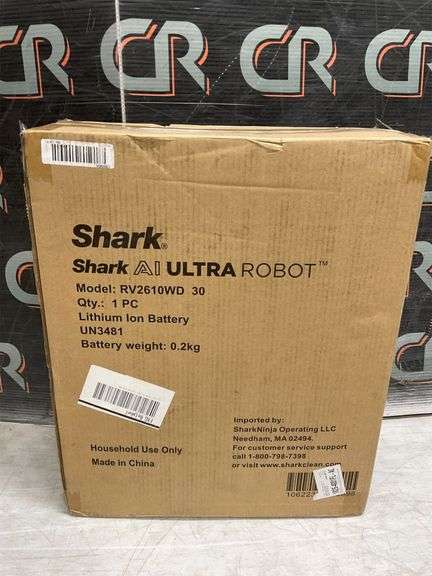 CR CR CR
Shark®
Shark AI ULTRA ROBOT™
Model: RV2610WD 30
Qty.: 1 PC
Lithium Ion Battery
UN3481
Battery weight: 0.2kg
Household Use Only
Made in China
Imported by:
SharkNinja Operating LLC
Needham, MA 02494.
For customer service support
call 1-800-798-7398
or visit www.sharkclean.com